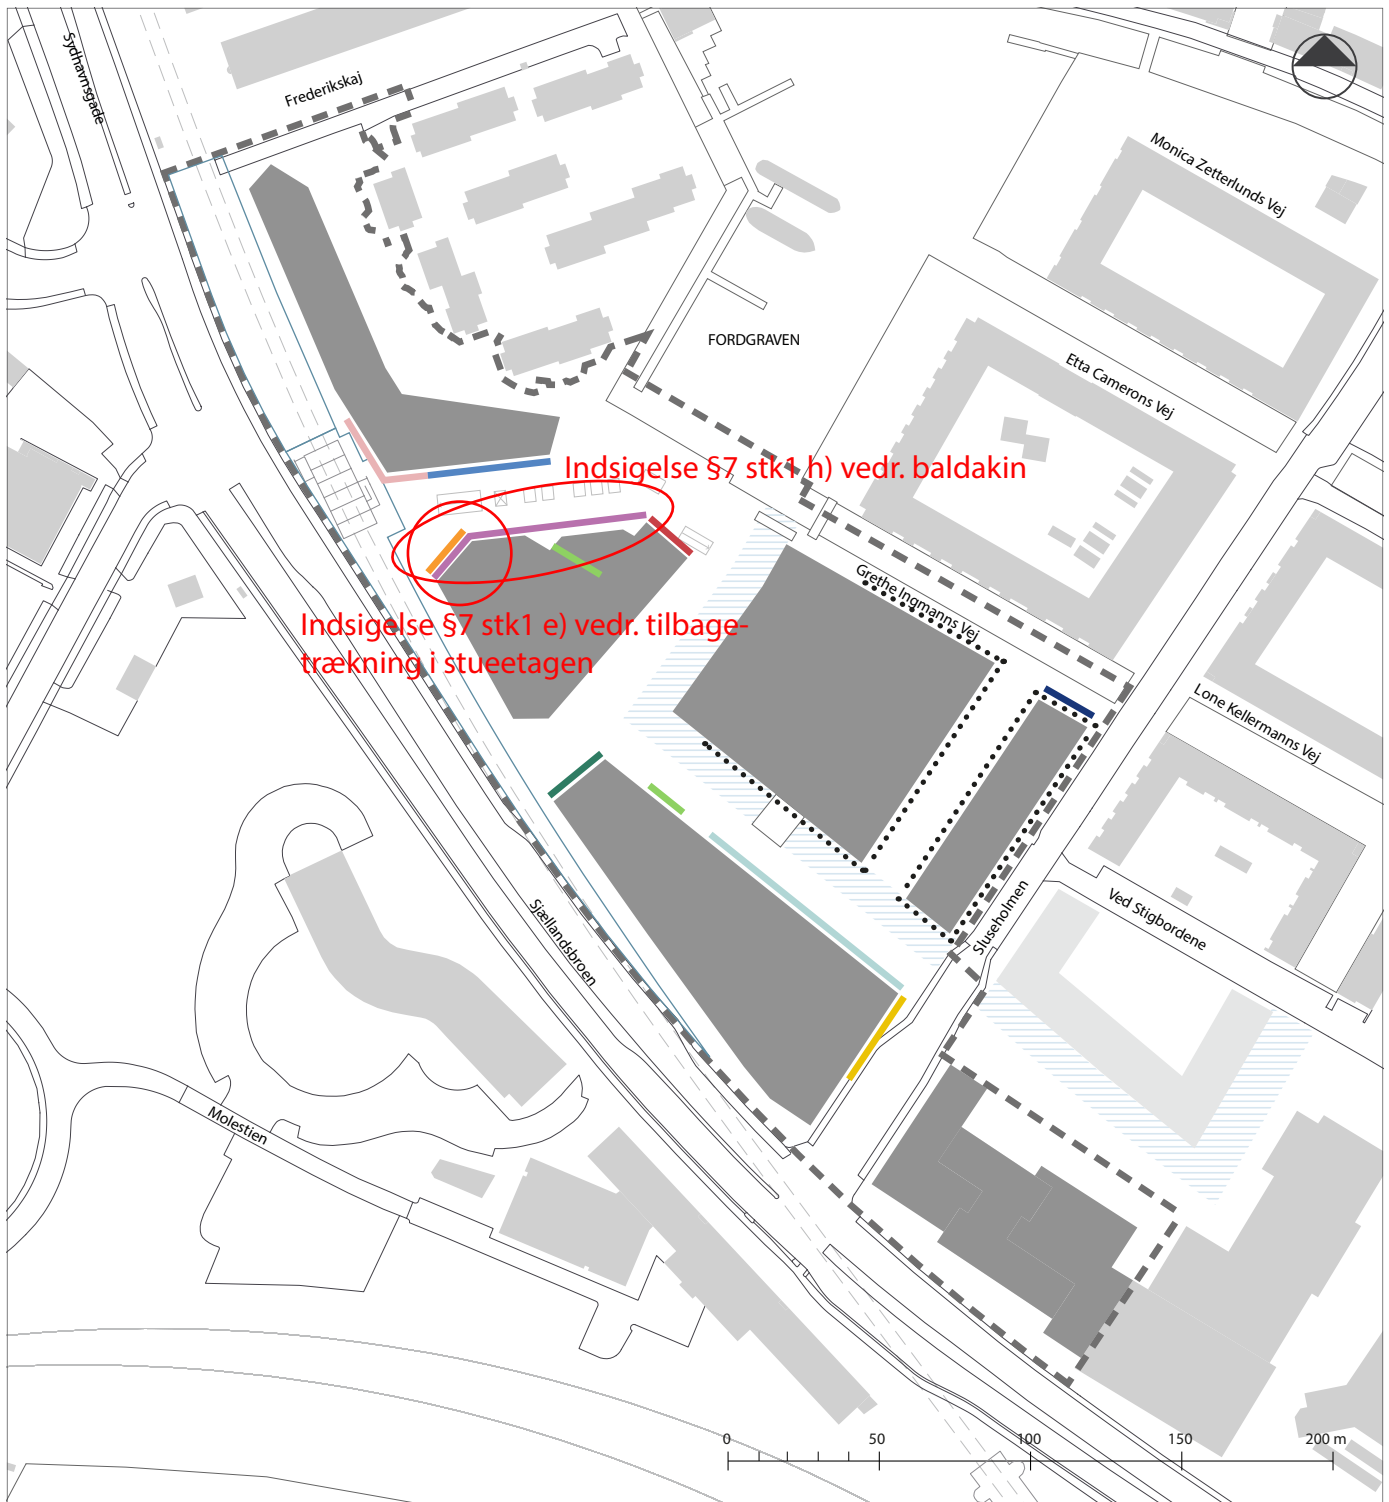 Sydhavnsgade
Frederikskaj
Monica Zetterlunds Vej
FORDGRAVEN
Etta Camerons Vej
Indsigelse §7 stk1 h) vedr. baldakin
Grethe Ingmanns Vej
Indsigelse §7 stk1 e) vedr. tilbage-
trækning i stueetagen
Lone Kellermanns Vej
Sjællandsbroen
Sluseholmen
Ved Stigbordene
Molestien
0 50 100 150 200 m